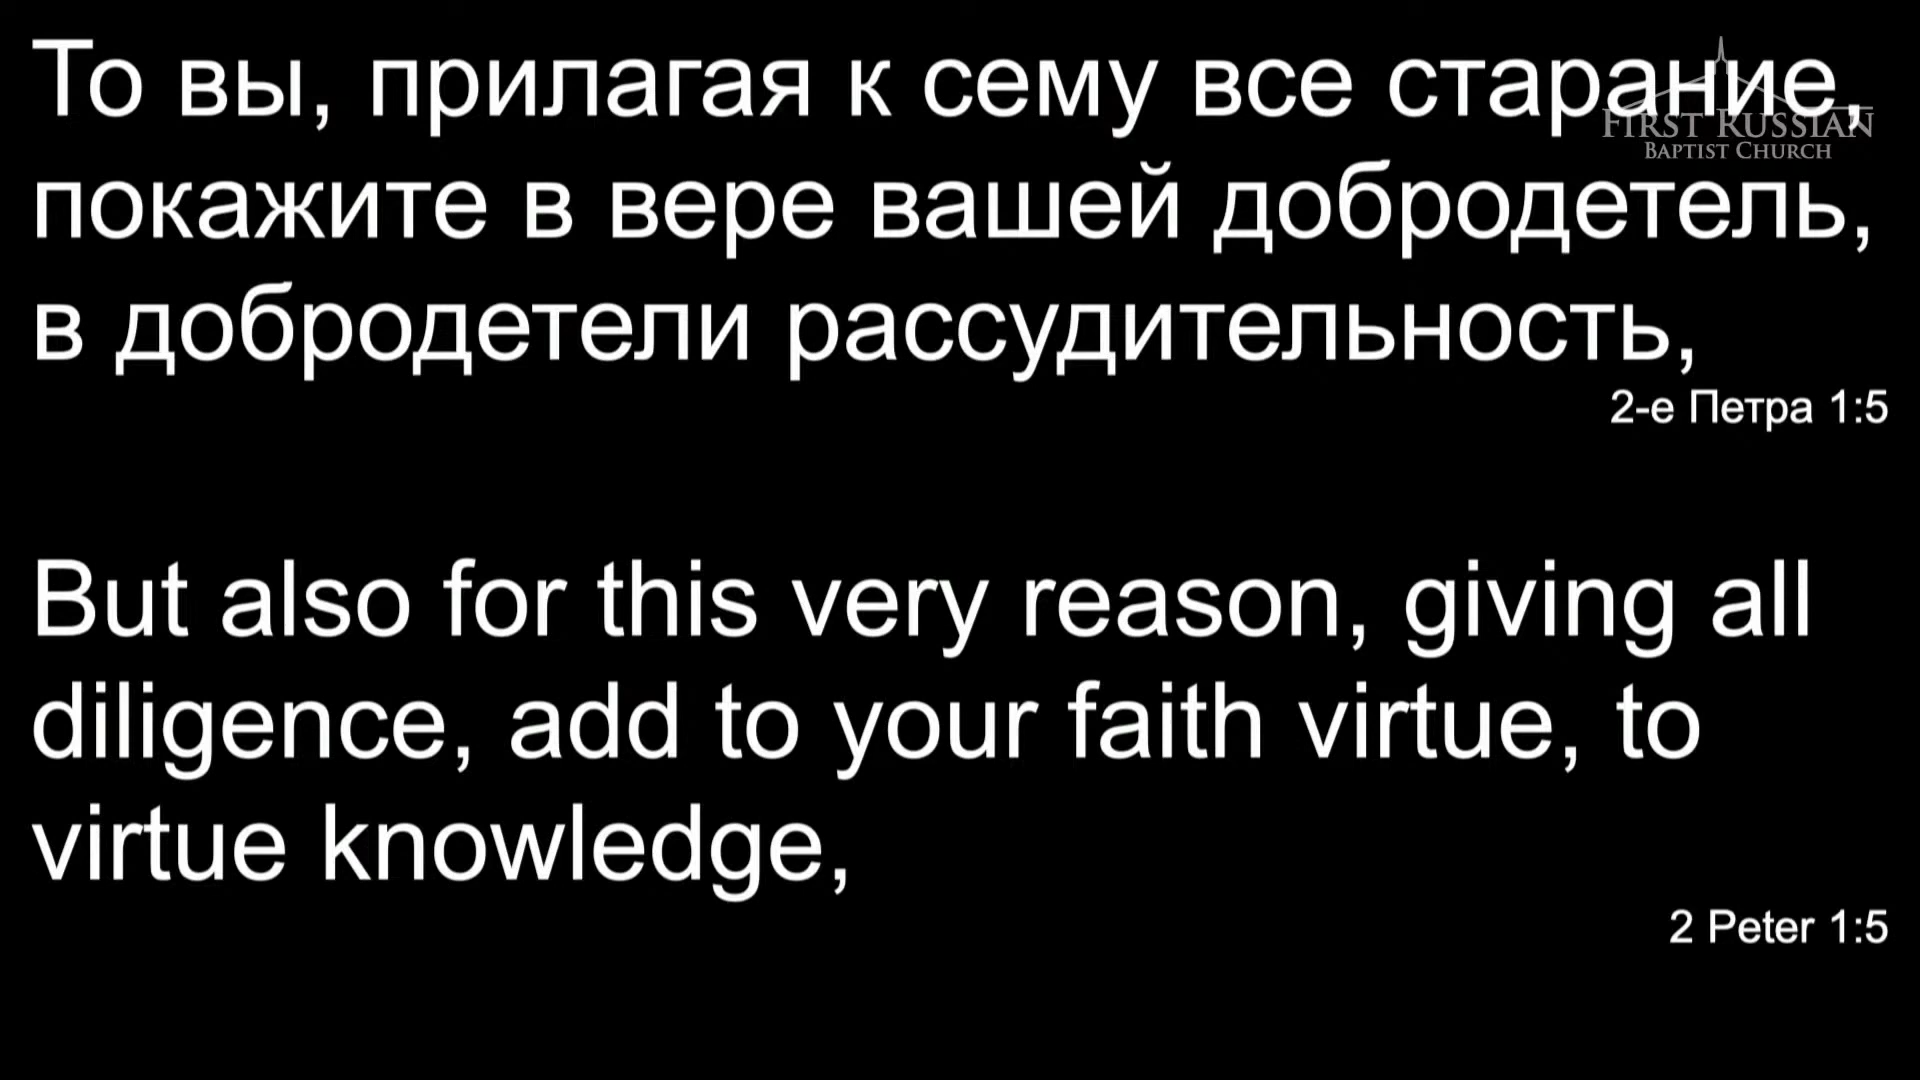 То вы, прилагая к сему все старание,
FIRST RUSSIAN
BAPTIST CHURCH
покажите в вере вашей добродетель,
в добродетели рассудительность,
2-е Петра 1:5
But also for this very reason, giving all
diligence, add to your faith virtue, to
virtue knowledge,
2 Peter 1:5